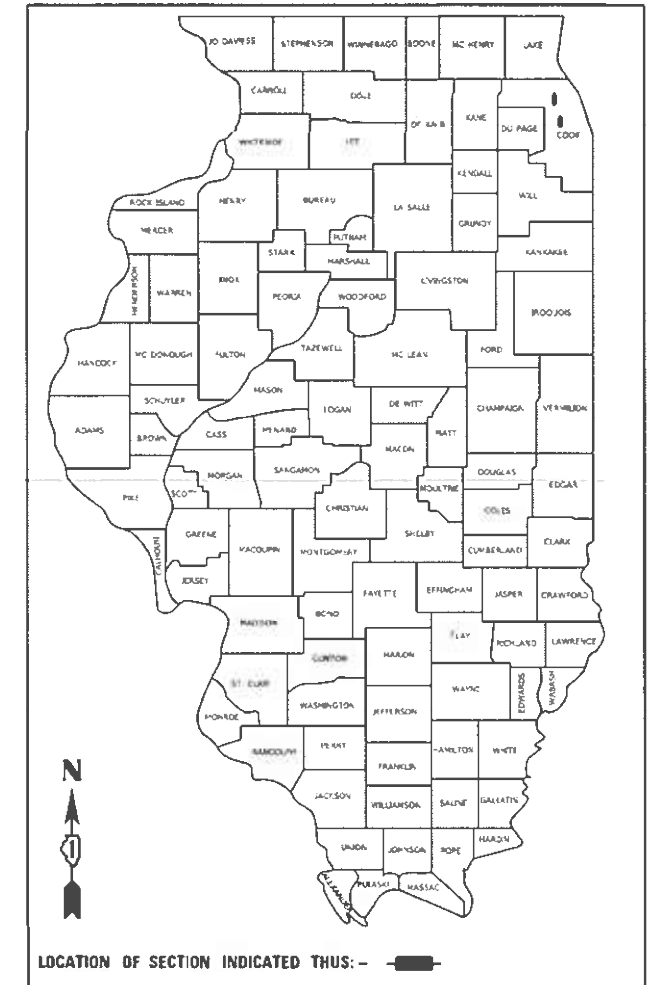 JO DAVIESS STEPHENSON WINNEBAGO BOONE MC HENRY LAKE
CARROLL OGLE DE KALB KANE DU PAGE COOK
WHITESIDE LEE
KENDALL WILL
ROCK ISLAND HENRY BUREAU LA SALLE GRUNDY
MERCER PUTNAM
STARK MARSHALL KANKAKEE
HENDERSON WARREN KNOX PEORIA WOODFORD LIVINGSTON IROQUOIS
HANCOCK MC DONOUGH FULTON TAZEWELL MC LEAN FORD
MASON
SCHUYLER LOGAN DE WITT CHAMPAIGN VERMILION
ADAMS BROWN CASS MENARD MACON PIATT
MORGAN SANGAMON DOUGLAS
PIKE SCOTT CHRISTIAN MOULTRIE COLES EDGAR
CALHOUN GREENE MACOUPIN MONTGOMERY SHELBY CUMBERLAND CLARK
JERSEY FAYETTE EFFINGHAM JASPER CRAWFORD
MADISON BOND
CLINTON MARION CLAY RICHLAND LAWRENCE
ST. CLAIR WAYNE EDWARDS WABASH
MONROE WASHINGTON JEFFERSON
RANDOLPH PERRY HAMILTON WHITE
FRANKLIN
N
JACKSON WILLIAMSON SALINE GALLATIN
1
UNION JOHNSON POPE HARDIN
ALEXANDER PULASKI MASSAC
LOCATION OF SECTION INDICATED THUS: -